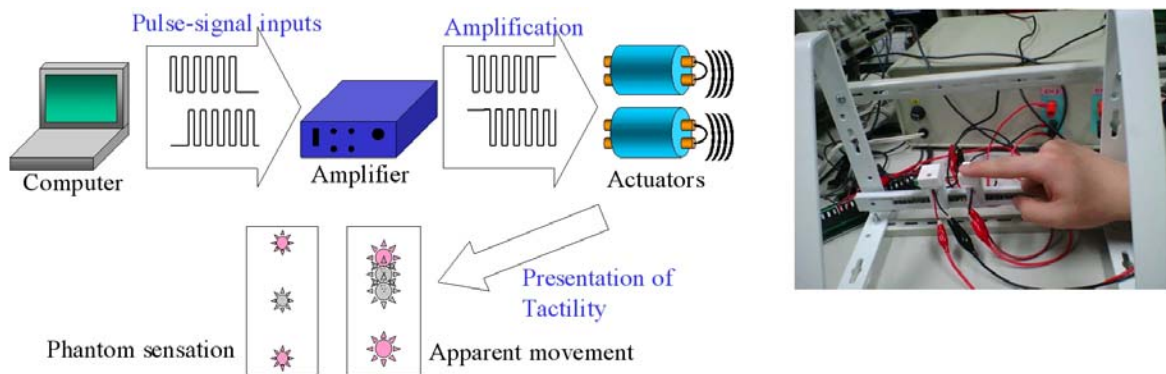 Pulse-signal inputs
Amplification
Computer
Amplifier
Actuators
Presentation of
Tactility
Phantom sensation
Apparent movement